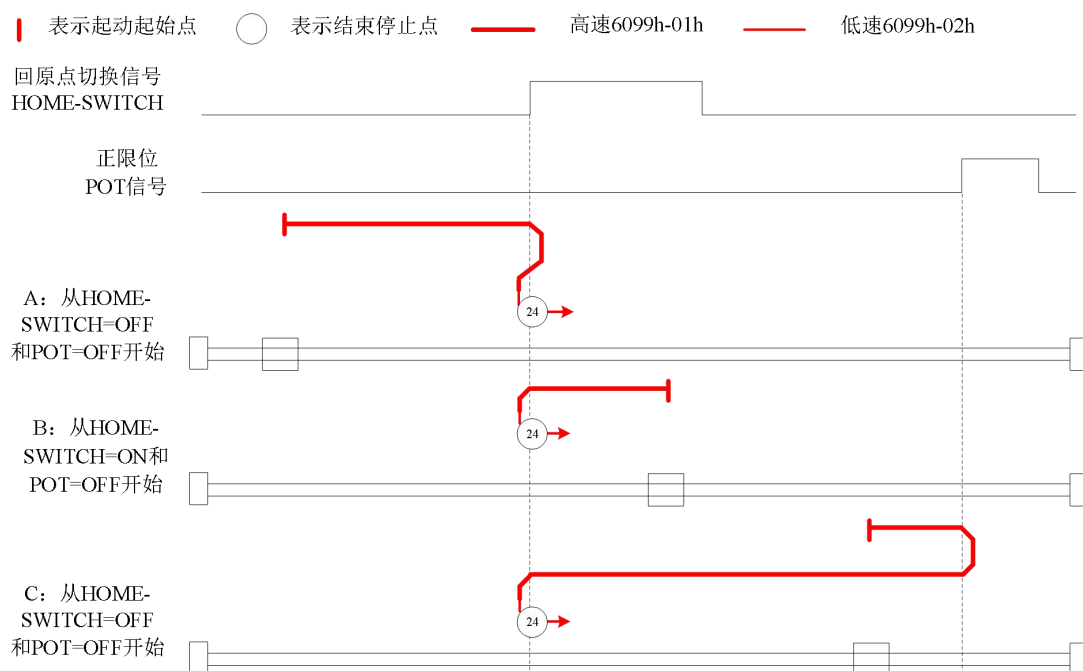 表示起动起始点 表示结束停止点 高速6099h-01h 低速6099h-02h
回原点切换信号
HOME-SWITCH
正限位
POT信号
24
A：从HOME-
SWITCH=OFF
和POT=OFF开始
24
B：从HOME-
SWITCH=ON和
POT=OFF开始
24
C：从HOME-
SWITCH=OFF
和POT=OFF开始